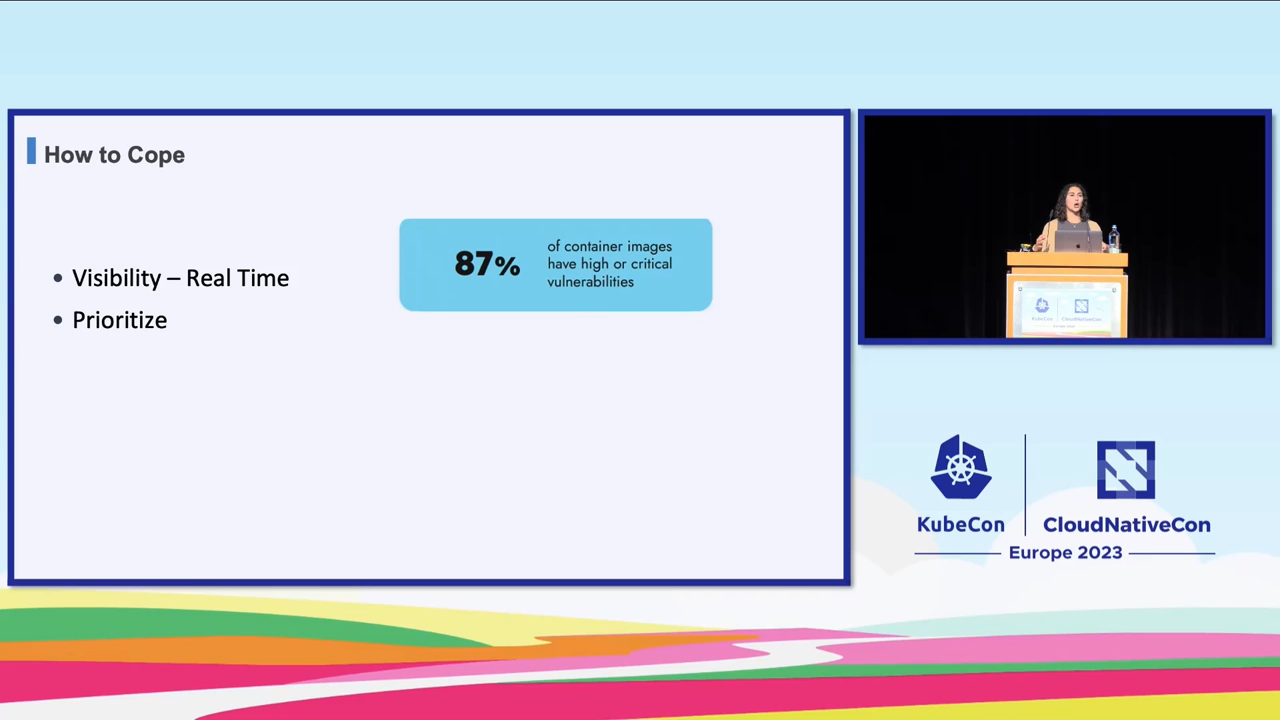 How to Cope
• Visibility – Real Time
• Prioritize
87%
of container images
have high or critical
vulnerabilities
KubeCon
CloudNativeCon
Europe 2023